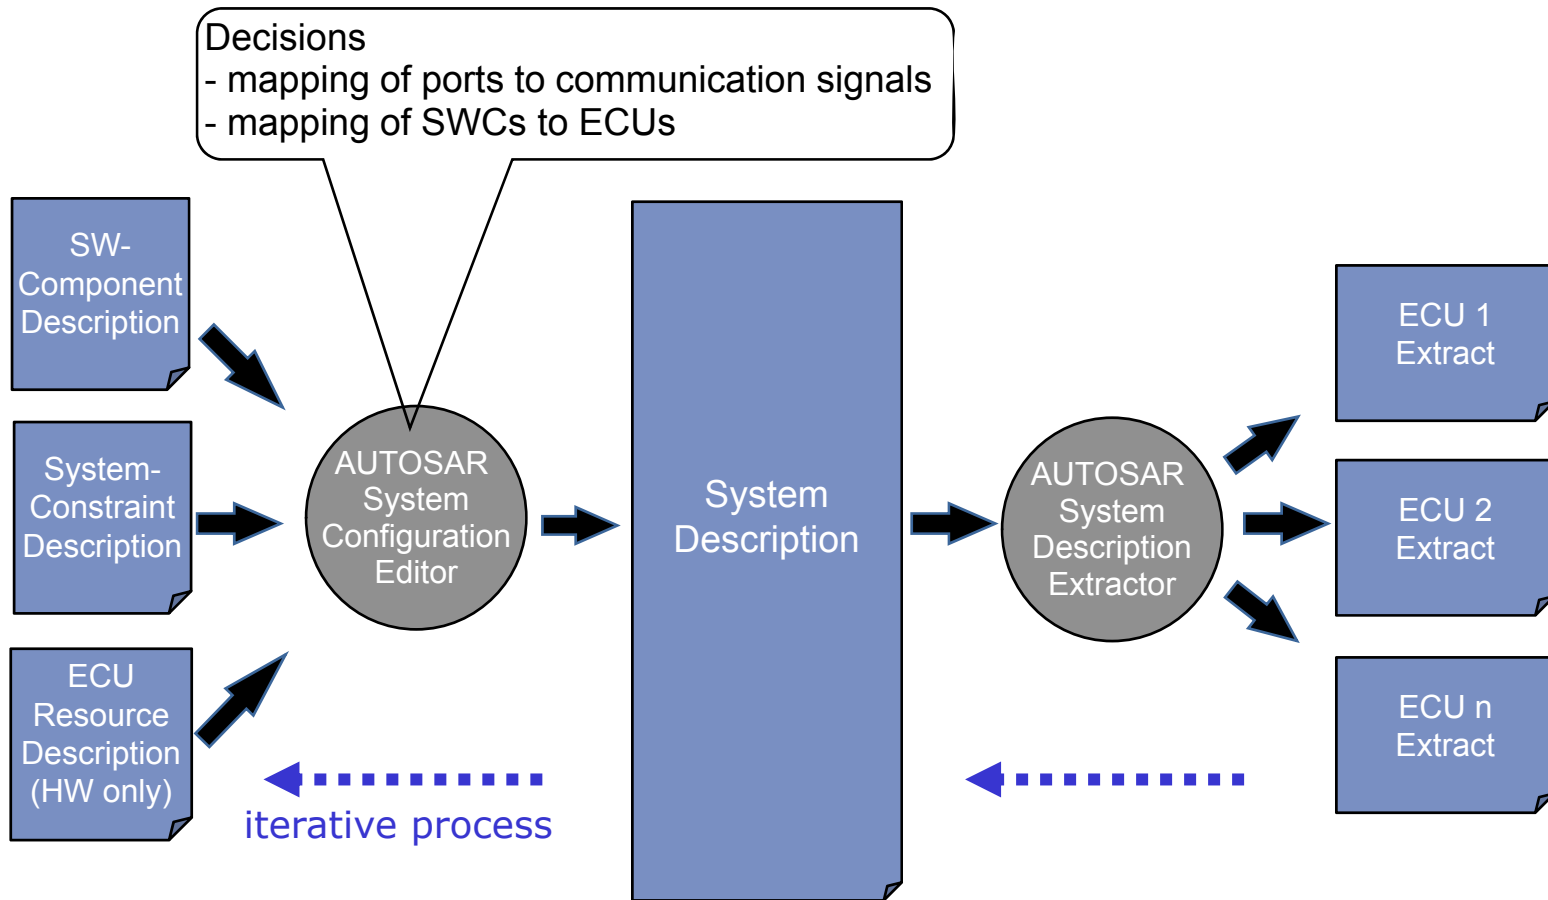 Decisions
- mapping of ports to communication signals
- mapping of SWCs to ECUs
SW-
Component
Description
System-
Constraint
Description
ECU
Resource
Description
(HW only)
AUTOSAR
System
Configuration
Editor
System
Description
AUTOSAR
System
Description
Extractor
ECU 1
Extract
ECU 2
Extract
ECU n
Extract
iterative process